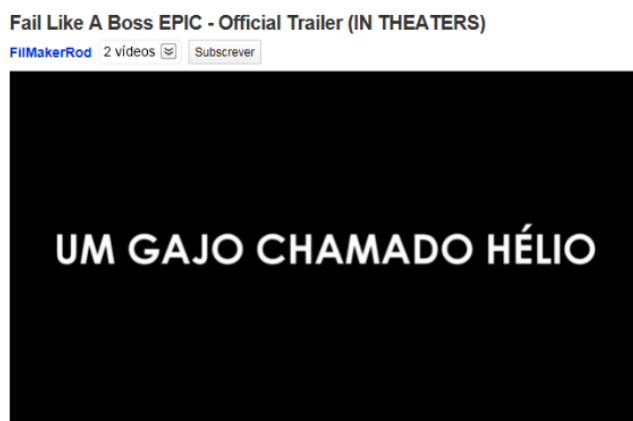 Fail Like A Boss EPIC - Official Trailer (IN THEATERS)
FilMakerRod 2 vídeos Subscrever
UM GAJO CHAMADO HÉLIO